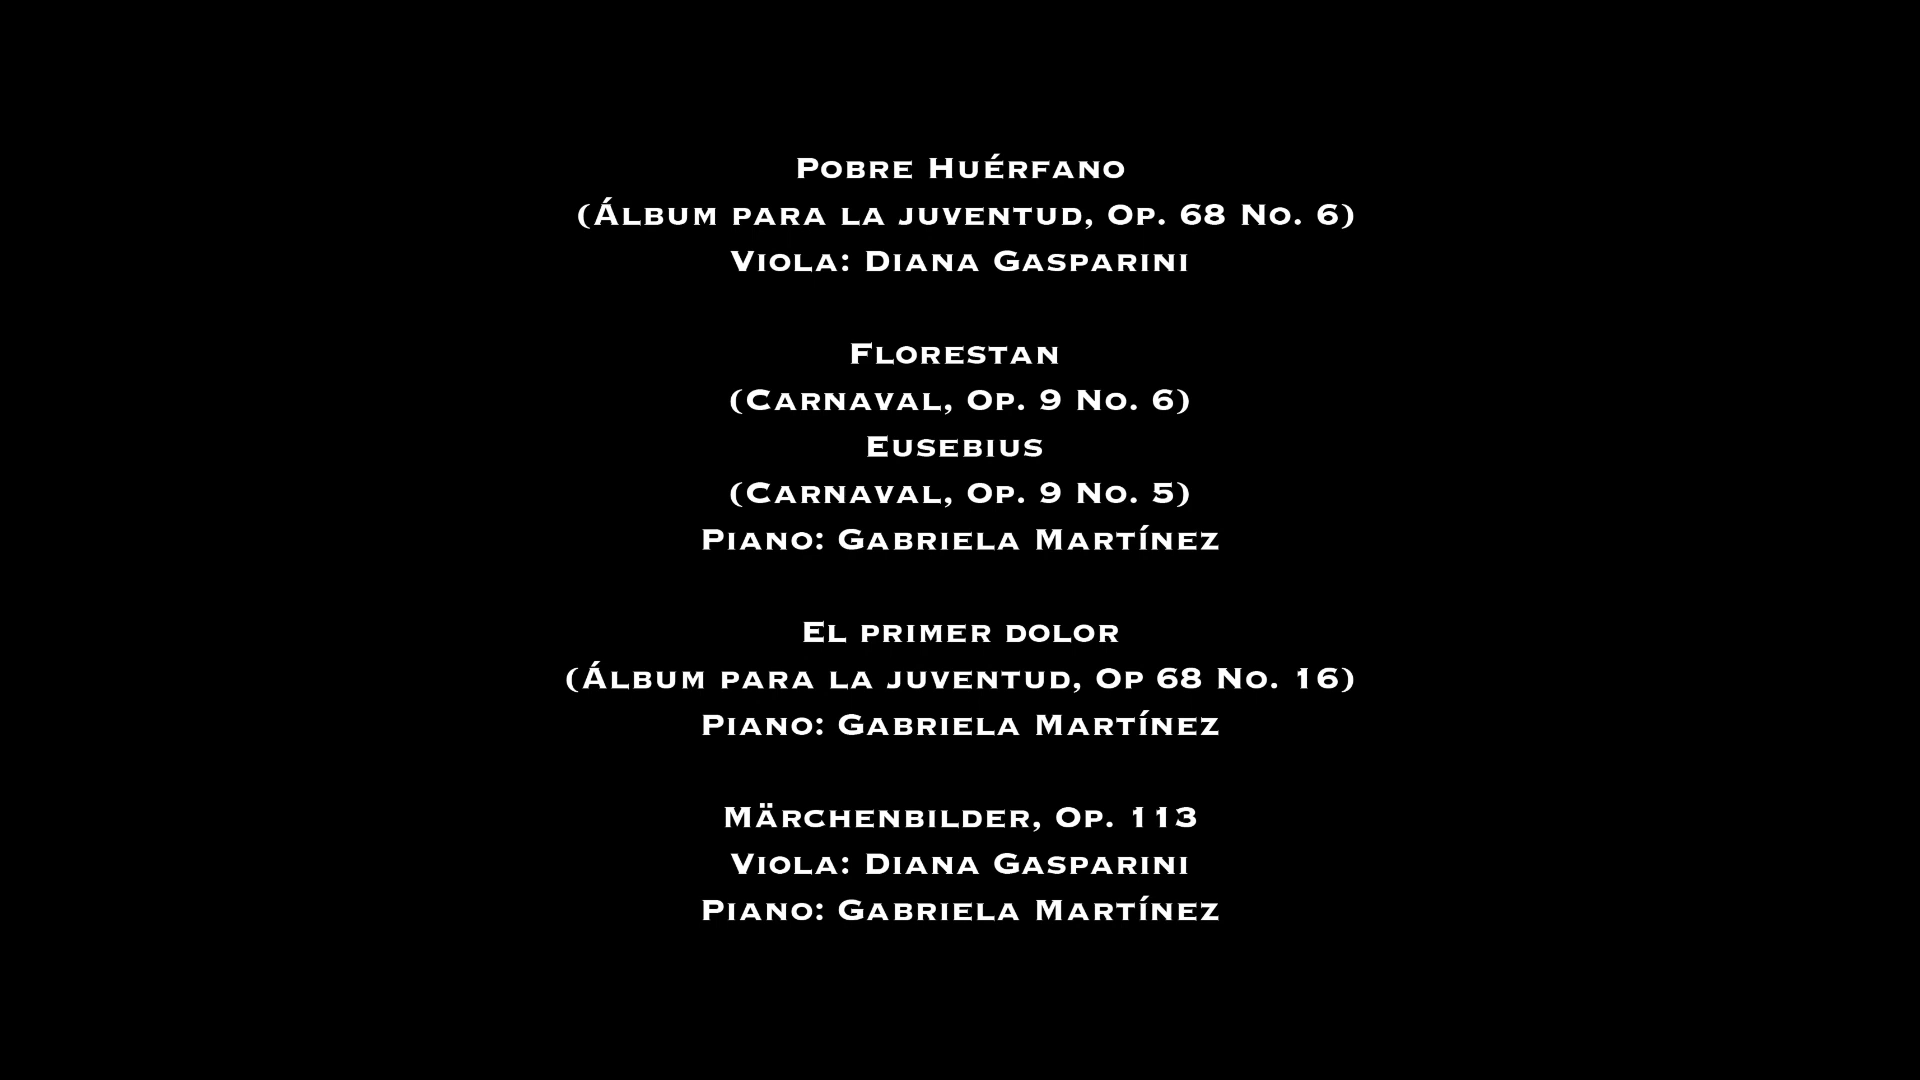 Pobre Huérfano
(Álbum para la juventud, Op. 68 No. 6)
Viola: Diana Gasparini
Florestan
(Carnaval, Op. 9 No. 6)
Eusebius
(Carnaval, Op. 9 No. 5)
Piano: Gabriela Martínez
El primer dolor
(Álbum para la juventud, Op 68 No. 16)
Piano: Gabriela Martínez
Märchenbilder, Op. 113
Viola: Diana Gasparini
Piano: Gabriela Martínez